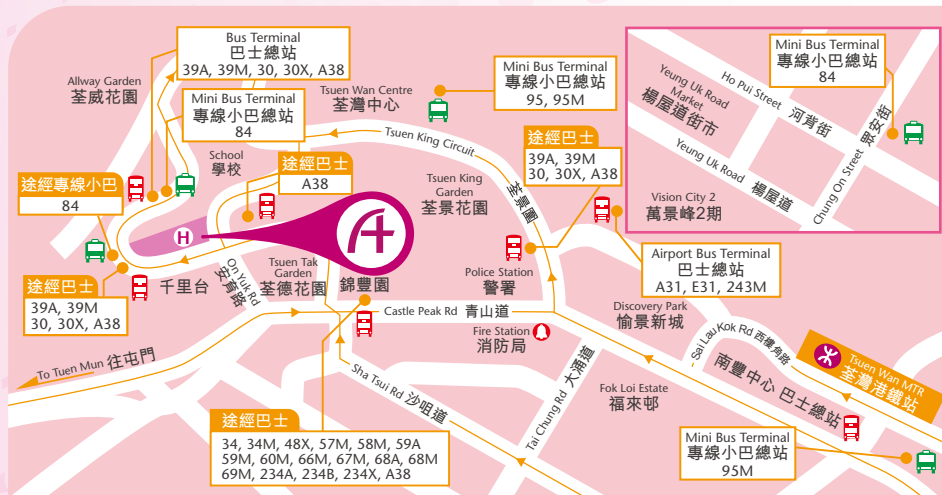 Bus Terminal
巴士總站
39A, 39M, 30, 30X, A38
Allway Garden
荃威花園
Mini Bus Terminal
專線小巴總站
84
Tsuen Wan Centre
荃灣中心
Mini Bus Terminal
專線小巴總站
95, 95M
Mini Bus Terminal
專線小巴總站
84
Yeung Uk Road
Market
楊屋道街市
Ho Pui Street 河背街
Yeung Uk Road 楊屋道
Chung On Street 眾安街
School
學校
途經巴士
A38
Tsuen King Circuit
荃景圍
Tsuen King
Garden
荃景花園
途經巴士
39A, 39M
30, 30X, A38
Vision City 2
萬景峰2期
途經專線小巴
84
H
Airport Bus Terminal
巴士總站
A31, E31, 243M
途經巴士
39A, 39M
30, 30X, A38
千里台
On Yuk Rd
安育路
Tsuen Tak
Garden
荃德花園
錦豐園
Police Station
警署
Castle Peak Rd 青山道
Fire Station
消防局
Discovery Park
愉景新城
Sai Lau Kok Rd 西樓角路
Tsuen Wan MTR
荃灣港鐵站
南豐中心 巴士總站
To Tuen Mun 往屯門
Sha Tsui Rd 沙咀道
Tai Chung Rd 大涌道
Fok Loi Estate
福來邨
途經巴士
34, 34M, 48X, 57M, 58M, 59A
59M, 60M, 66M, 67M, 68A, 68M
69M, 234A, 234B, 234X, A38
Mini Bus Terminal
專線小巴總站
95M